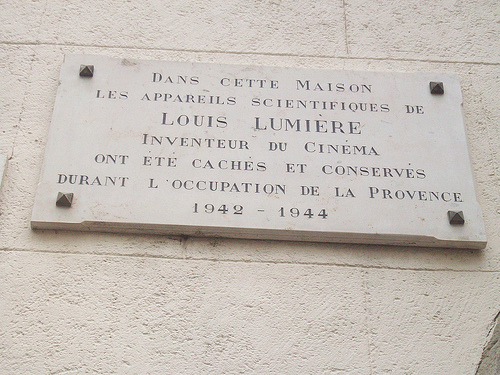 DANS CETTE MAISON
LES APPAREILS SCIENTIFIQUES DE
LOUIS LUMIÈRE
INVENTEUR DU CINÉMA
ONT ÉTÉ CACHÉS ET CONSERVÉS
DURANT L'OCCUPATION DE LA PROVENCE
1942 - 1944